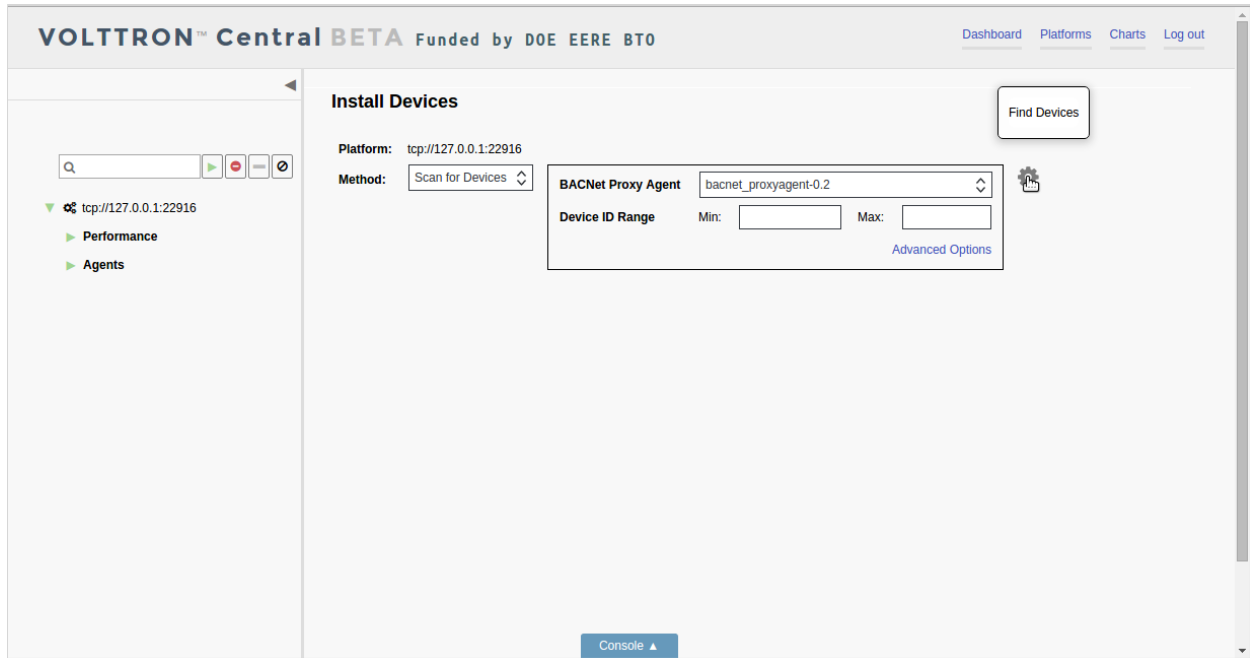 VOLTTRON™ Central BETA Funded by DOE EERE BTO
Dashboard Platforms Charts Log out
Install Devices
Find Devices
Platform: tcp://127.0.0.1:22916
Method: Scan for Devices
BACNet Proxy Agent bacnet_proxyagent-0.2
Device ID Range Min: Max:
Advanced Options
tcp://127.0.0.1:22916
Performance
Agents
Console ▲